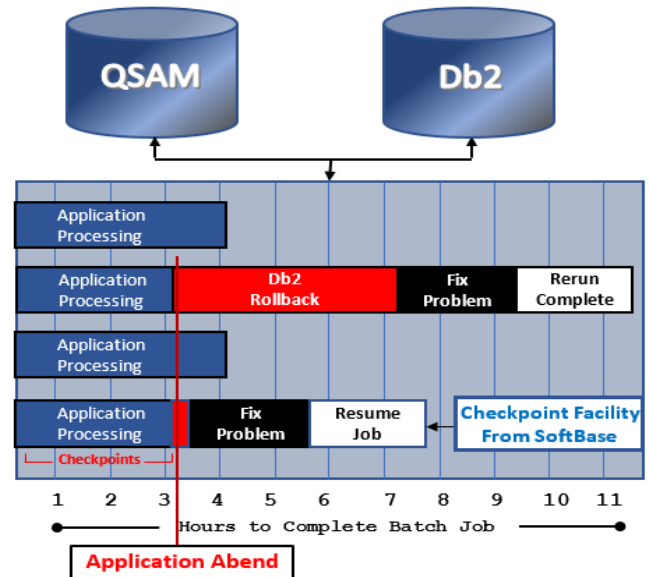 QSAM
Db2
Application
Processing
Application
Processing
Db2
Rollback
Fix
Problem
Rerun
Complete
Application
Processing
Application
Processing
Fix
Problem
Resume
Job
Checkpoint Facility
From SoftBase
Checkpoints
1 2 3 4 5 6 7 8 9 10 11
Hours to Complete Batch Job
Application Abend